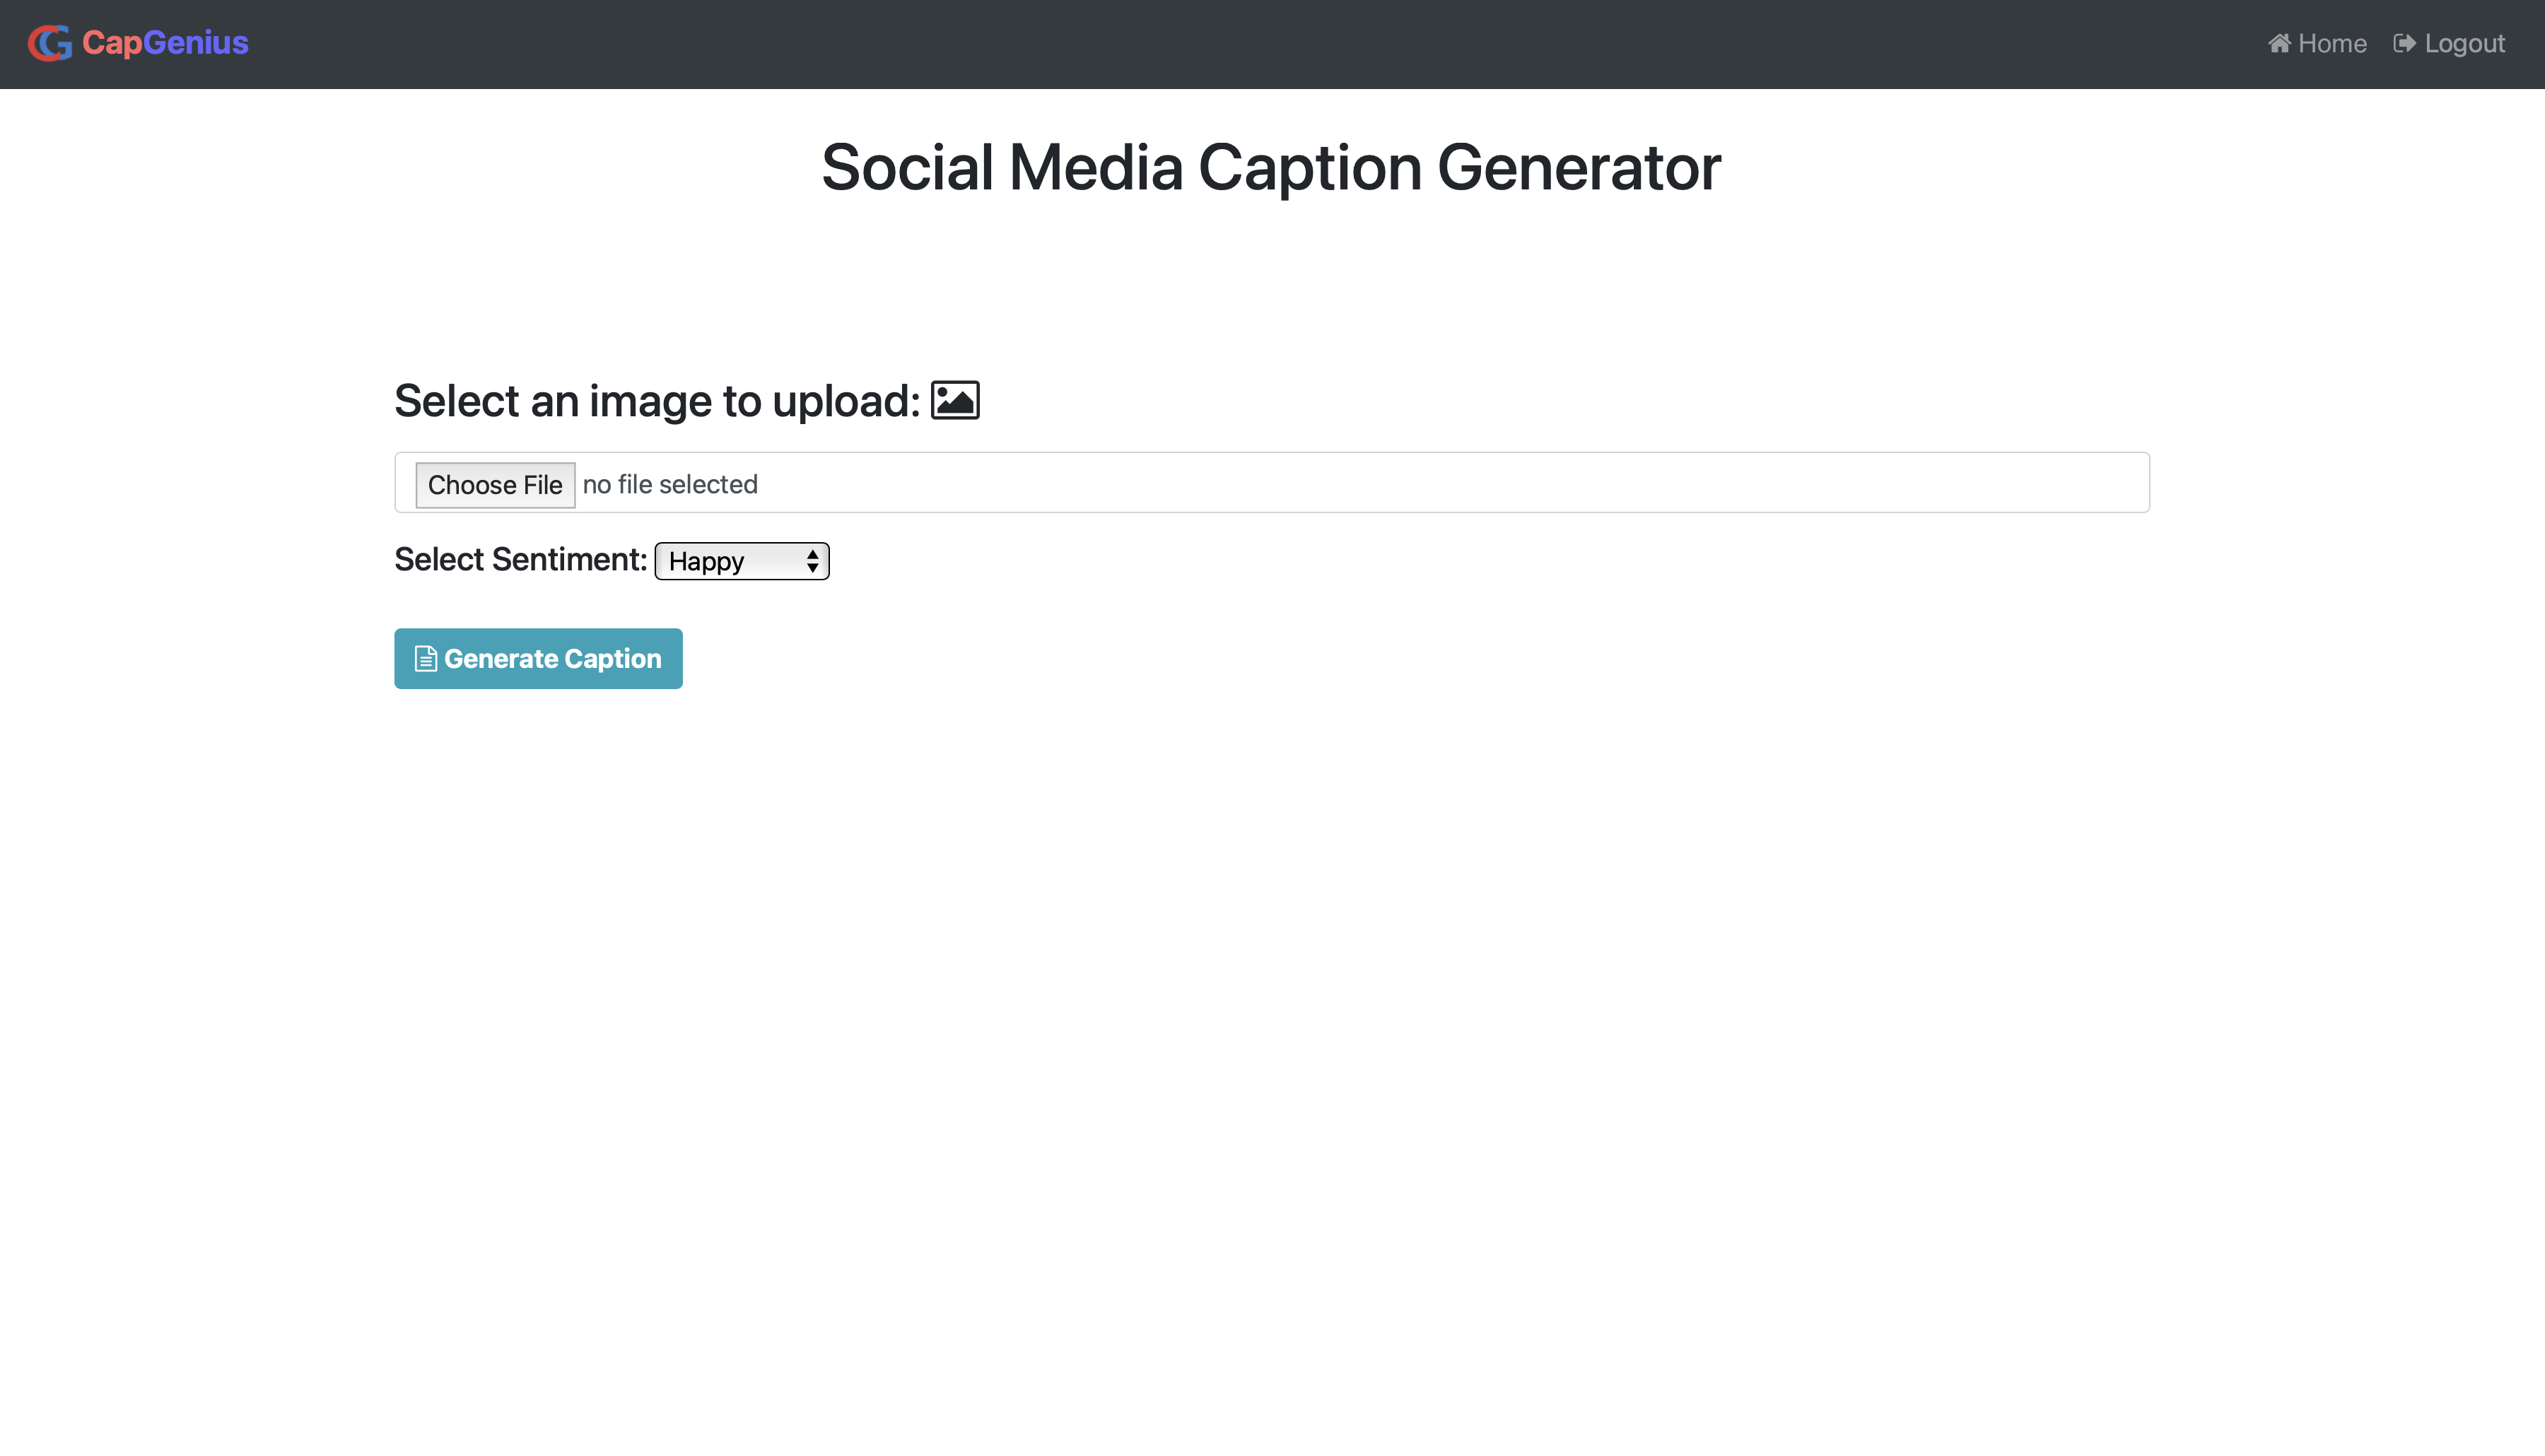 CapGenius
Home Logout
Social Media Caption Generator
Select an image to upload:
Choose File no file selected
Select Sentiment: Happy
Generate Caption